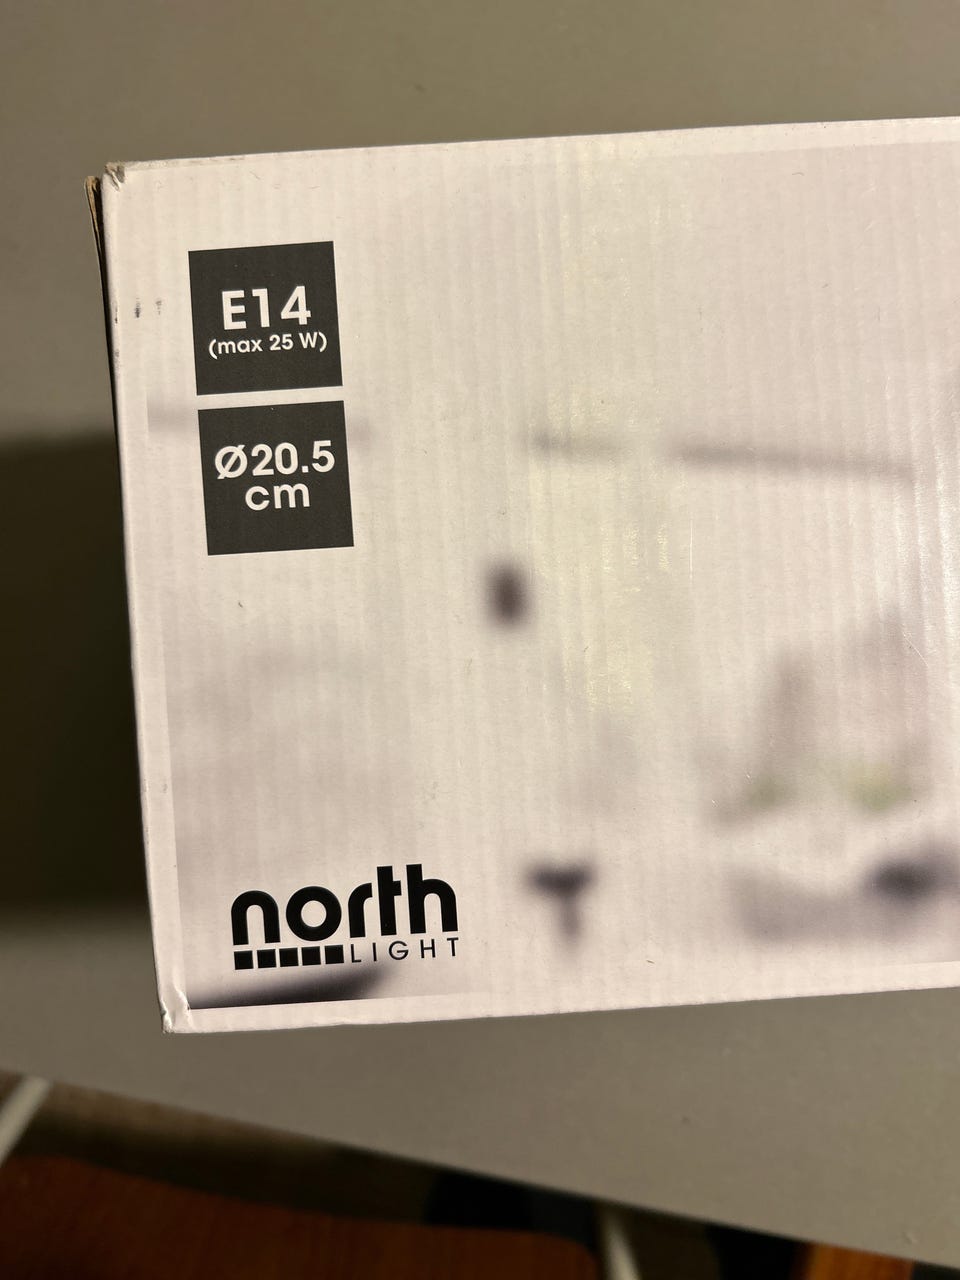 E14
(max 25 W)
Ø20.5
cm
north
LIGHT